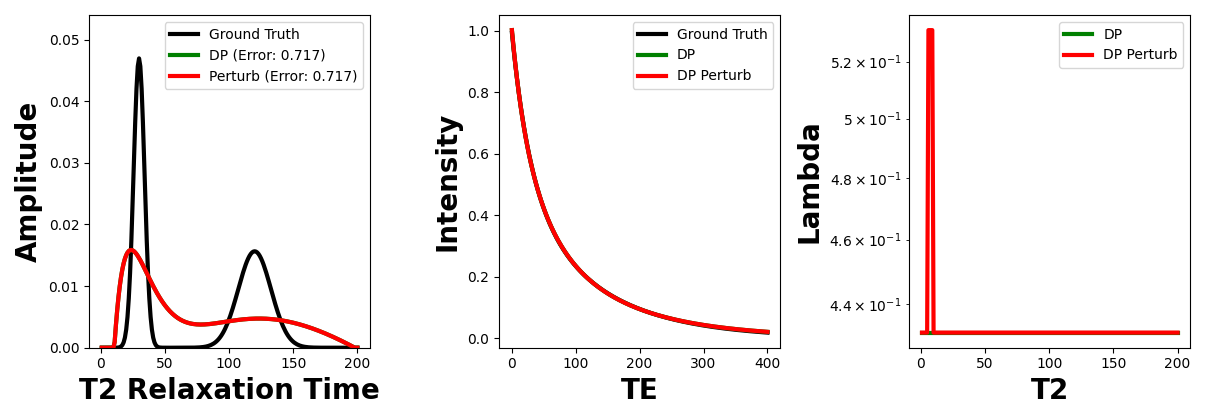 Amplitude
0.05
0.04
0.03
0.02
0.01
0.00
Ground Truth
DP (Error: 0.717)
Perturb (Error: 0.717)
0 50 100 150 200
T2 Relaxation Time
Intensity
1.0
0.8
0.6
0.4
0.2
0.0
Ground Truth
DP
DP Perturb
0 100 200 300 400
TE
Lambda
5.2 × 10⁻¹
5 × 10⁻¹
4.8 × 10⁻¹
4.6 × 10⁻¹
4.4 × 10⁻¹
DP
DP Perturb
0 50 100 150 200
T2